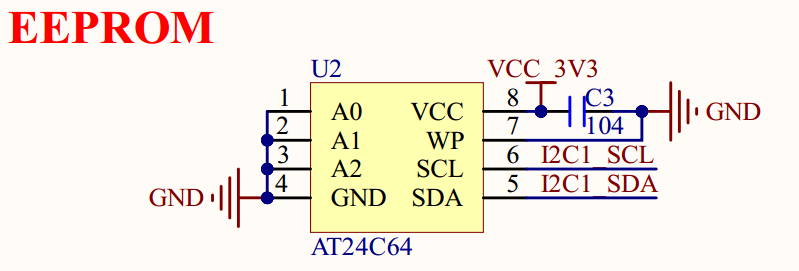 EEPROM
U2
VCC_3V3
1 A0 VCC 8 C3 GND
2 A1 WP 7 104
3 A2 SCL 6 I2C1_SCL
GND 4 GND SDA 5 I2C1_SDA
AT24C64